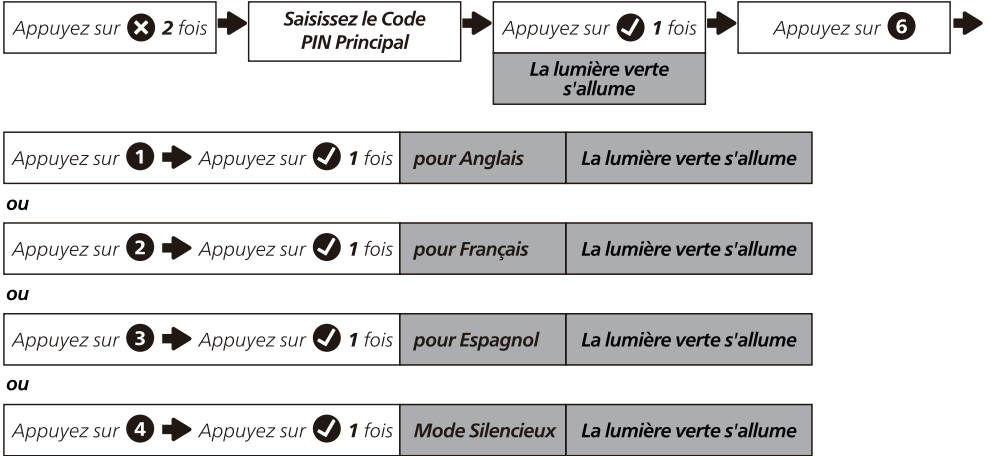 Appuyez sur ✖ 2 fois
Saisissez le Code
PIN Principal
Appuyez sur ✔ 1 fois
La lumière verte
s'allume
Appuyez sur 6
Appuyez sur 1 ➡ Appuyez sur ✔ 1 fois pour Anglais La lumière verte s'allume
ou
Appuyez sur 2 ➡ Appuyez sur ✔ 1 fois pour Français La lumière verte s'allume
ou
Appuyez sur 3 ➡ Appuyez sur ✔ 1 fois pour Espagnol La lumière verte s'allume
ou
Appuyez sur 4 ➡ Appuyez sur ✔ 1 fois Mode Silencieux La lumière verte s'allume